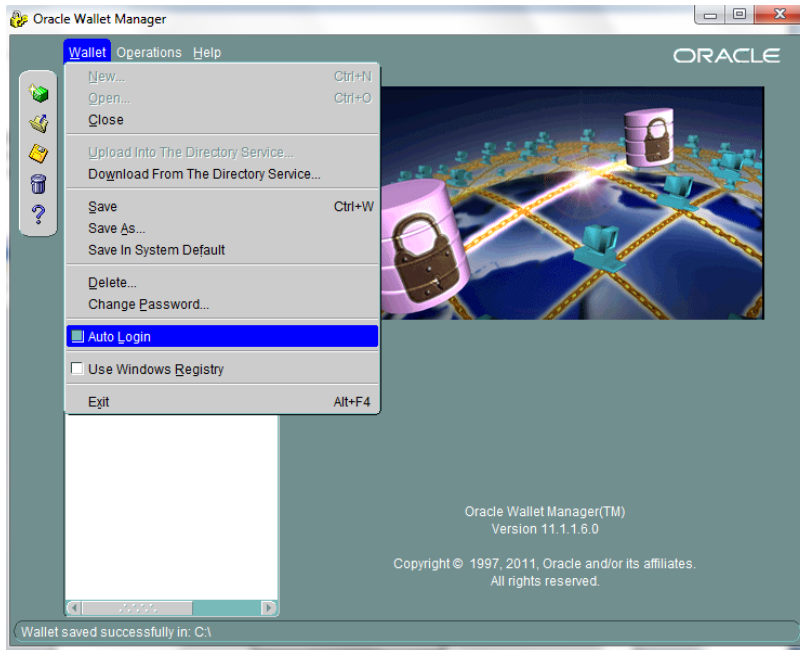 Oracle Wallet Manager
Wallet Operations Help
ORACLE
New... Ctrl+N
Open... Ctrl+O
Close
Upload Into The Directory Service...
Download From The Directory Service...
Save Ctrl+W
Save As...
Save In System Default
Delete...
Change Password...
Auto Login
Use Windows Registry
Exit Alt+F4
Oracle Wallet Manager(TM)
Version 11.1.1.6.0
Copyright © 1997, 2011, Oracle and/or its affiliates.
All rights reserved.
Wallet saved successfully in: C:\